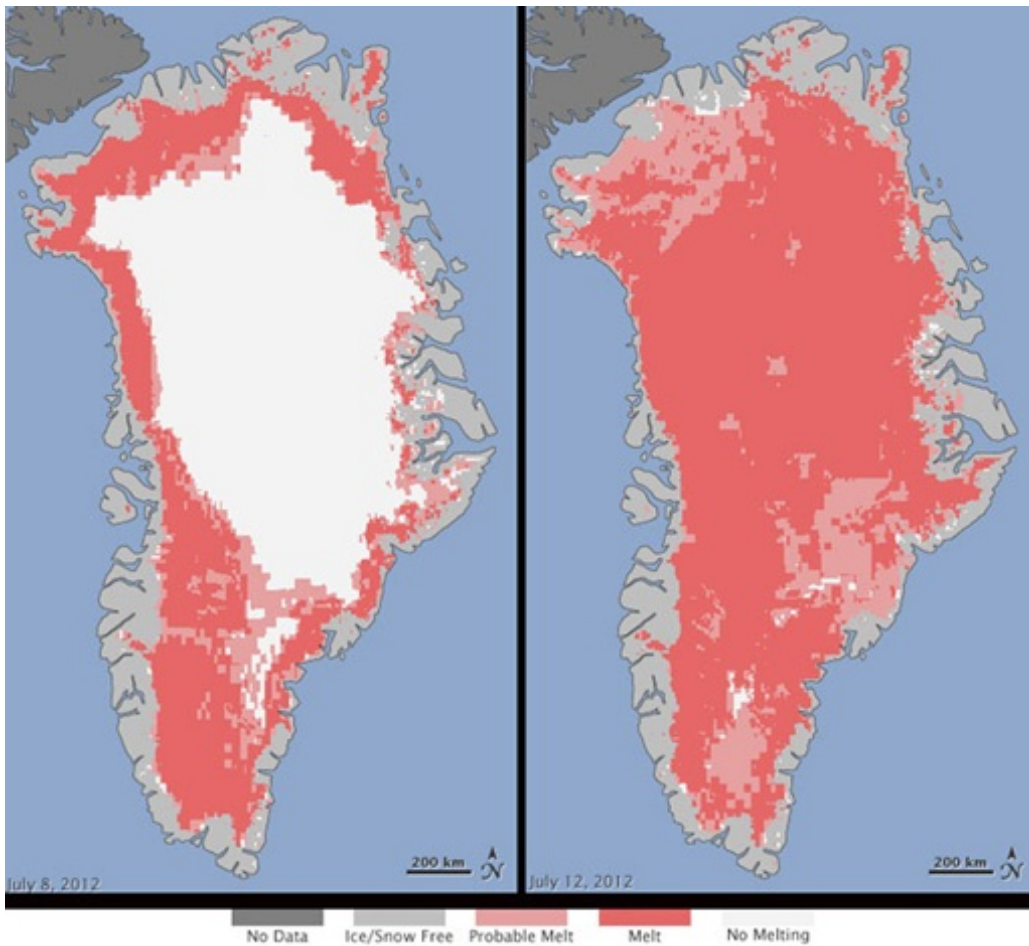 200 km
N
July 8, 2012
200 km
N
July 12, 2012
No Data
Ice/Snow Free
Probable Melt
Melt
No Melting